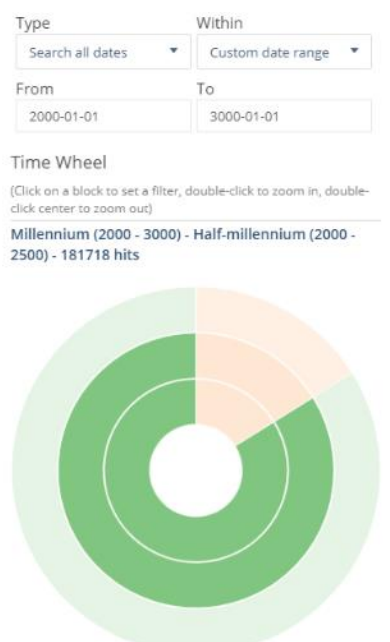 Type Within
Search all dates Custom date range
From To
2000-01-01 3000-01-01
Time Wheel
(Click on a block to set a filter, double-click to zoom in, double-
click center to zoom out)
Millennium (2000 - 3000) - Half-millennium (2000 -
2500) - 181718 hits